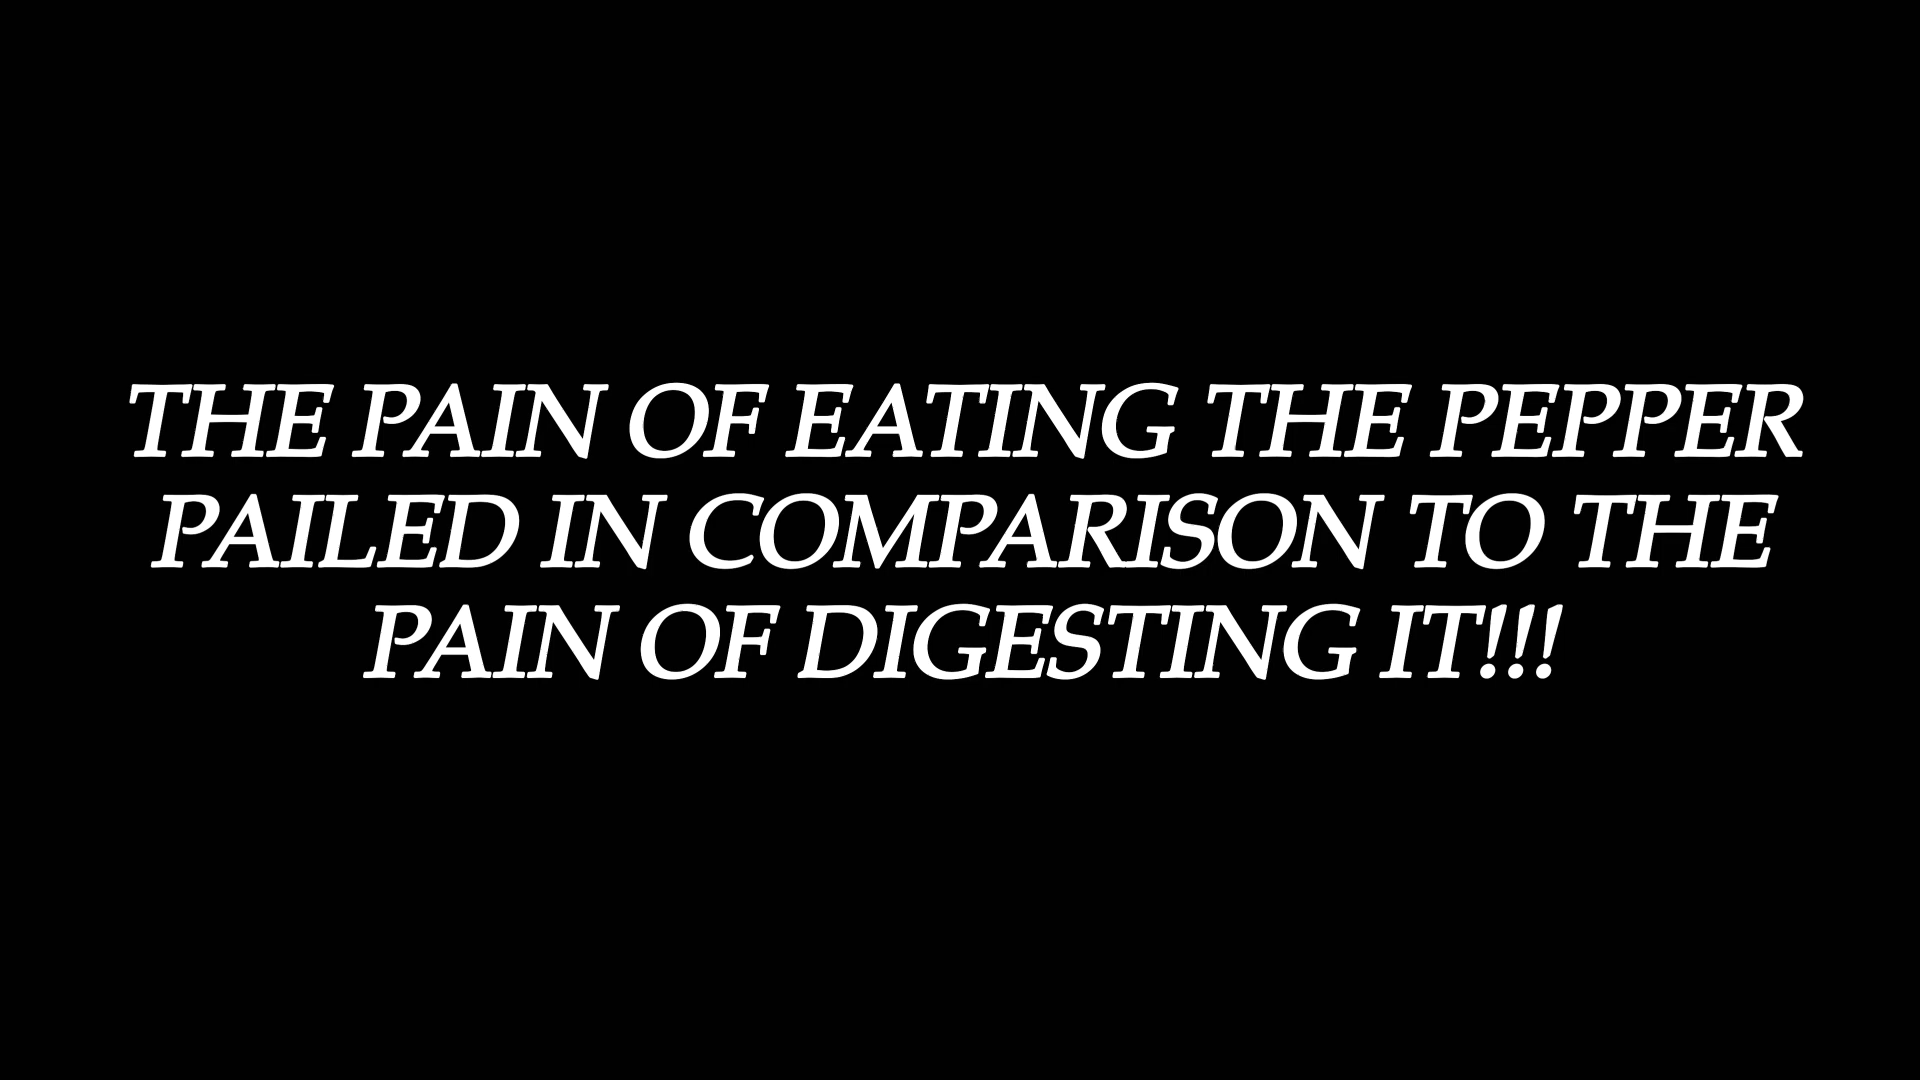 THE PAIN OF EATING THE PEPPER
PAILED IN COMPARISON TO THE
PAIN OF DIGESTING IT!!!